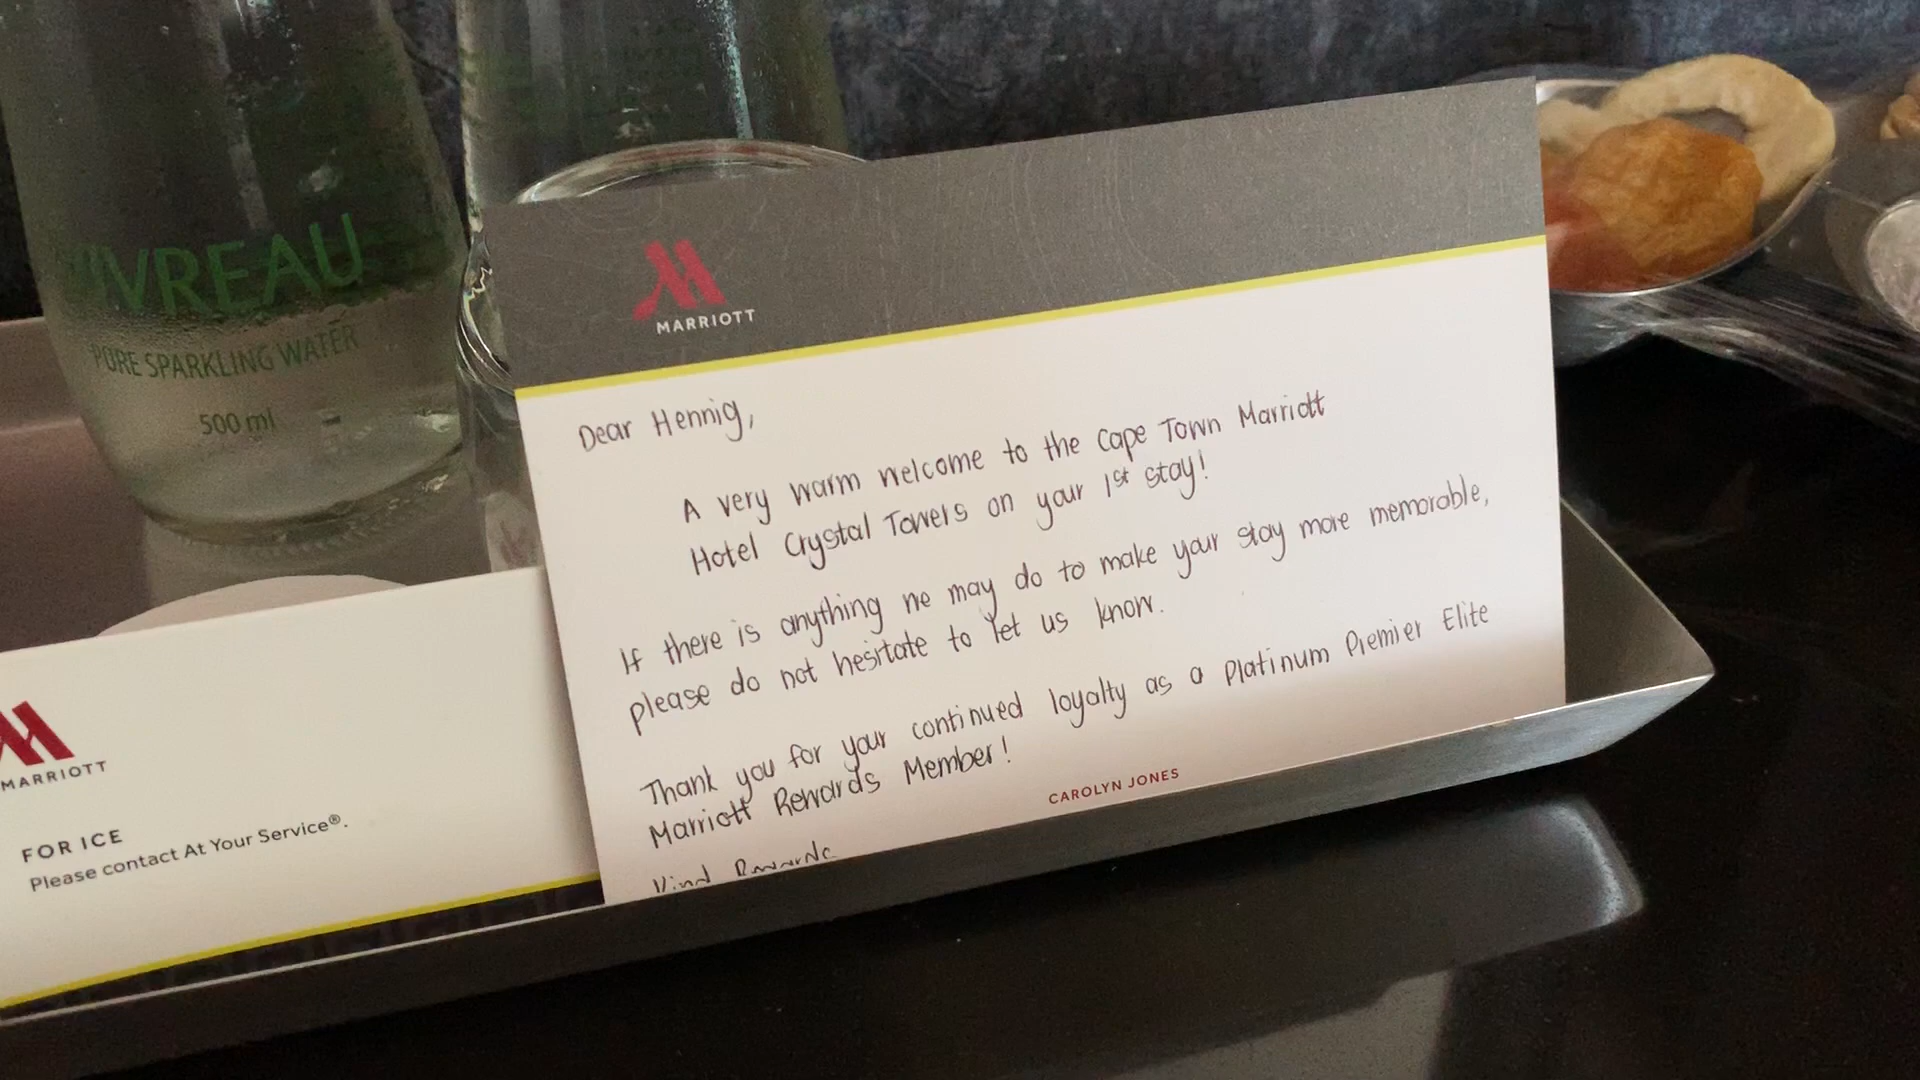 VIVREAU
PURE SPARKLING WATER
500 ml
MARRIOTT
Dear Hennig,
A very warm welcome to the Cape Town Marriott
Hotel Crystal Towers on your 1st stay!
If there is anything we may do to make your stay more memorable,
please do not hesitate to let us know.
Thank you for your continued loyalty as a Platinum Premier Elite
Marriott Rewards Member!
Kind
CAROLYN JONES
MARRIOTT
FOR ICE
Please contact At Your Service®.